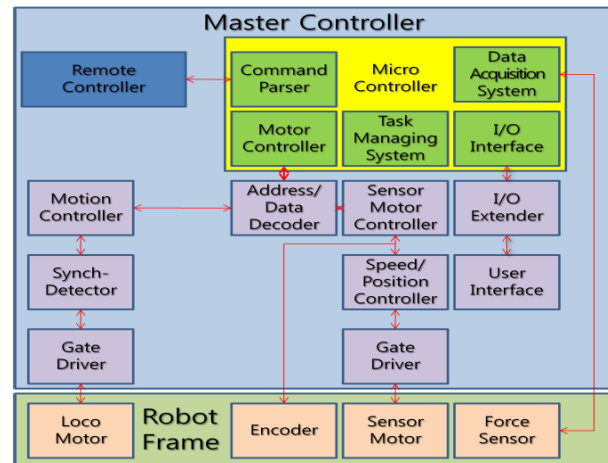 Master Controller
Remote
Controller
Command
Parser
Micro
Controller
Data
Acquisition
System
Motor
Controller
Task
Managing
System
I/O
Interface
Motion
Controller
Address/
Data
Decoder
Sensor
Motor
Controller
I/O
Extender
Synch-
Detector
Speed/
Position
Controller
User
Interface
Gate
Driver
Gate
Driver
Loco
Motor
Robot
Frame
Encoder
Sensor
Motor
Force
Sensor